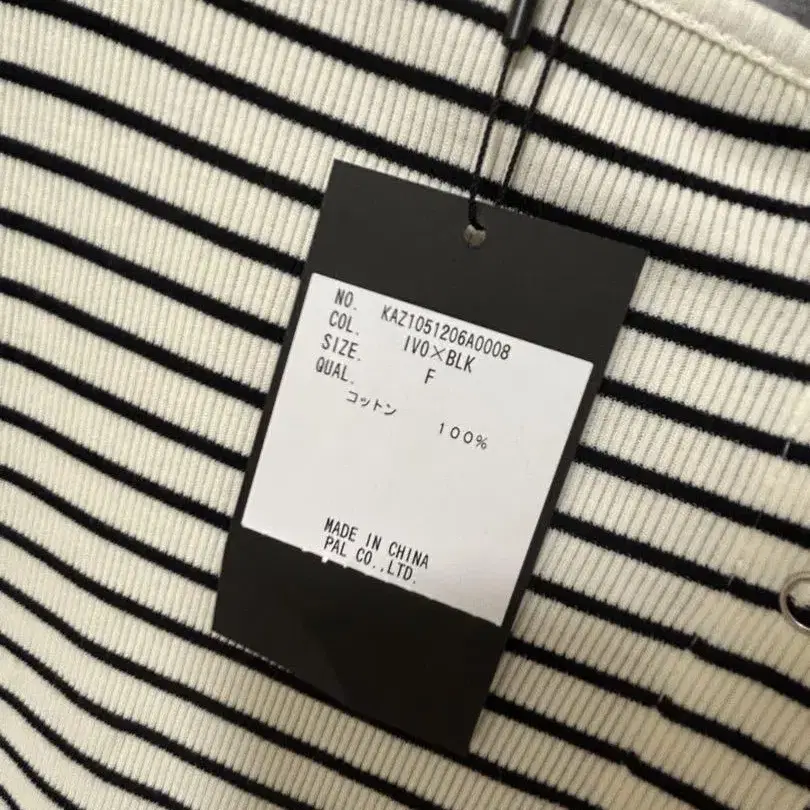 NO. KAZ1051206A0008
COL. IVO×BLK
SIZE. F
QUAL.
コットン 100%
MADE IN CHINA
PAL CO.,LTD.